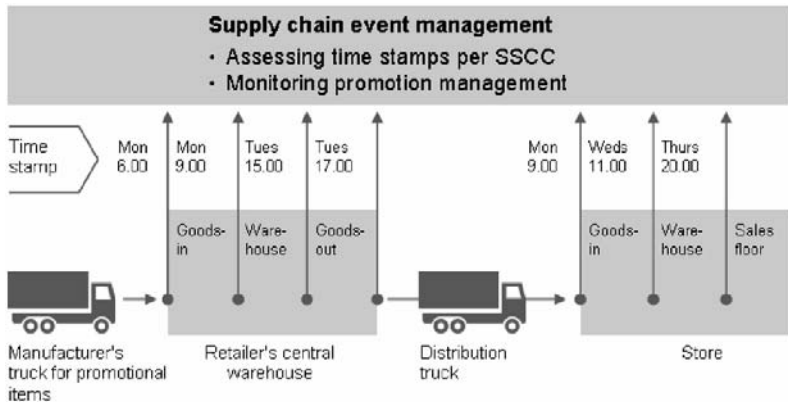 Supply chain event management
• Assessing time stamps per SSCC
• Monitoring promotion management
Time
stamp
Mon
6.00
Mon
9.00
Tues
15.00
Tues
17.00
Mon
9.00
Weds
11.00
Thurs
20.00
Goods-
in
Ware-
house
Goods-
out
Goods-
in
Ware-
house
Sales
floor
Manufacturer's
truck for promotional
items
Retailer's central
warehouse
Distribution
truck
Store